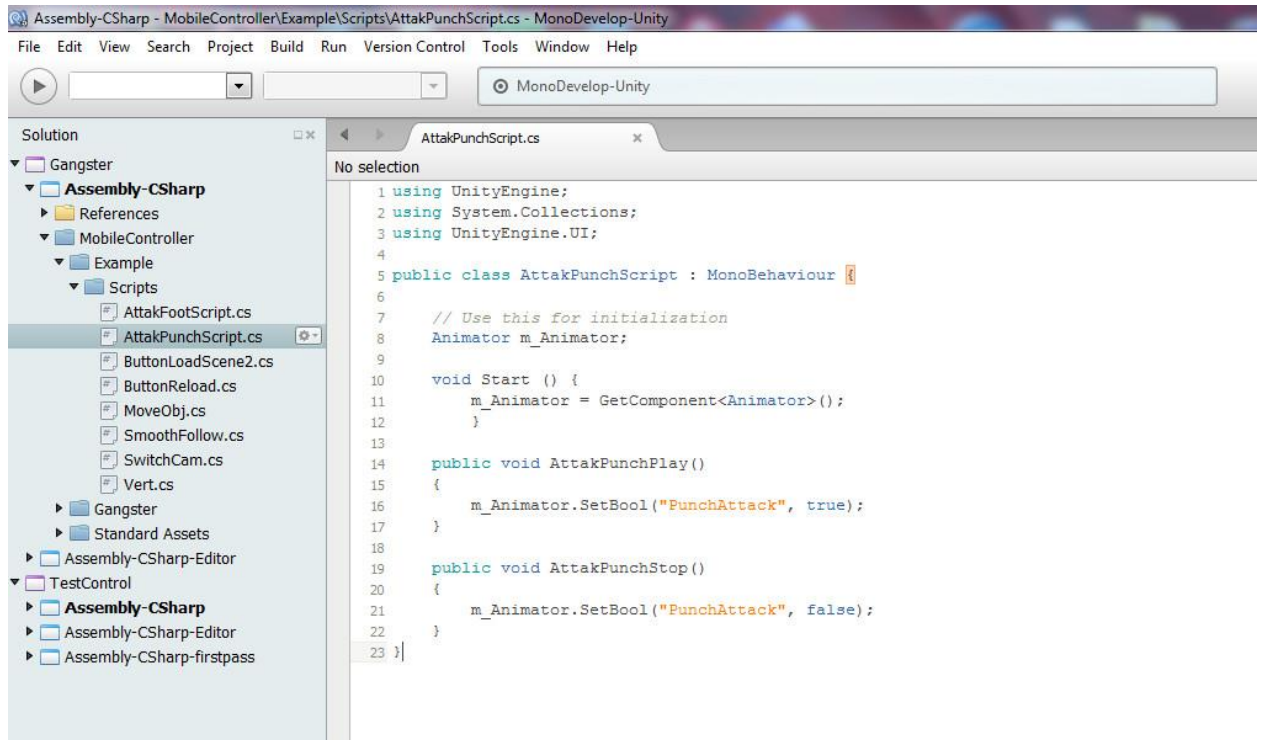 Assembly-CSharp - MobileController\Example\Scripts\AttakPunchScript.cs - MonoDevelop-Unity
File Edit View Search Project Build Run Version Control Tools Window Help
MonoDevelop-Unity
Solution
AttakPunchScript.cs
No selection
Gangster
Assembly-CSharp
References
MobileController
Example
Scripts
AttakFootScript.cs
AttakPunchScript.cs
ButtonLoadScene2.cs
ButtonReload.cs
MoveObj.cs
SmoothFollow.cs
SwitchCam.cs
Vert.cs
Gangster
Standard Assets
Assembly-CSharp-Editor
TestControl
Assembly-CSharp
Assembly-CSharp-Editor
Assembly-CSharp-firstpass
1 using UnityEngine;
2 using System.Collections;
3 using UnityEngine.UI;
4
5 public class AttakPunchScript : MonoBehaviour {
6
7 // Use this for initialization
8 Animator m_Animator;
9
10 void Start () {
11 m_Animator = GetComponent<Animator>();
12 }
13
14 public void AttakPunchPlay()
15 {
16 m_Animator.SetBool("PunchAttack", true);
17 }
18
19 public void AttakPunchStop()
20 {
21 m_Animator.SetBool("PunchAttack", false);
22 }
23 }